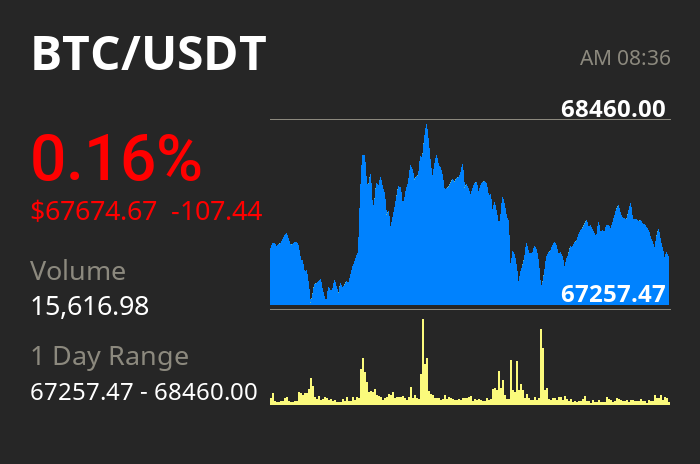 BTC/USDT
AM 08:36
68460.00
0.16%
$67674.67 -107.44
Volume
15,616.98
67257.47
1 Day Range
67257.47 - 68460.00